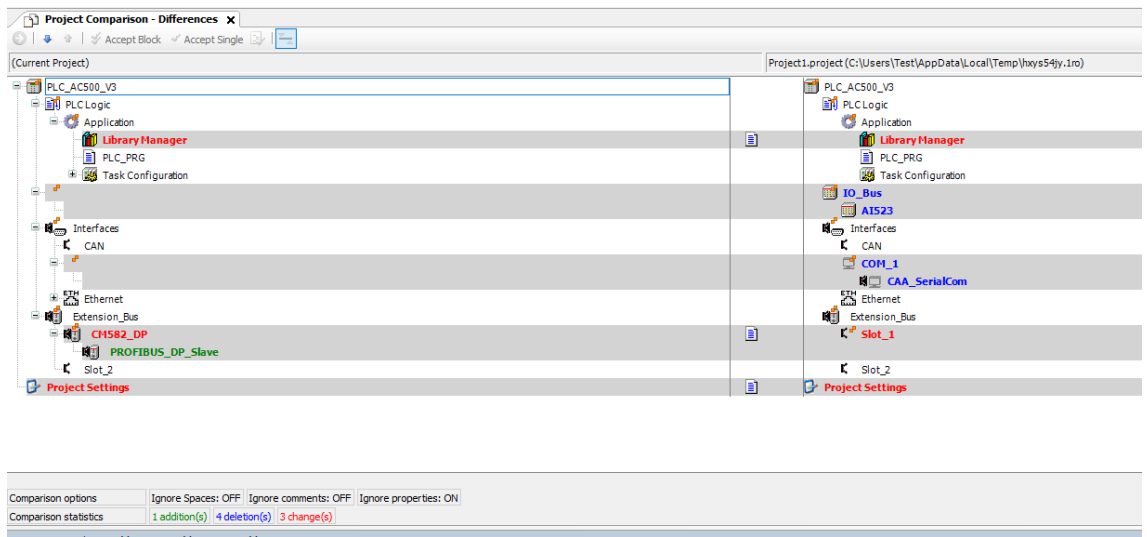 Project Comparison - Differences X
Accept Block Accept Single
(Current Project) Project1.project (C:\Users\Test\AppData\Local\Temp\hxys54jy.1ro)
PLC_AC500_V3 PLC_AC500_V3
PLC Logic PLC Logic
Application Application
Library Manager Library Manager
PLC_PRG PLC_PRG
Task Configuration Task Configuration
IO_Bus
AI523
Interfaces Interfaces
CAN CAN
COM_1
CAA_SerialCom
ETH Ethernet ETH Ethernet
Extension_Bus Extension_Bus
CM582_DP Slot_1
PROFIBUS_DP_Slave
Slot_2 Slot_2
Project Settings Project Settings
Comparison options Ignore Spaces: OFF Ignore comments: OFF Ignore properties: ON
Comparison statistics 1 addition(s) 4 deletion(s) 3 change(s)